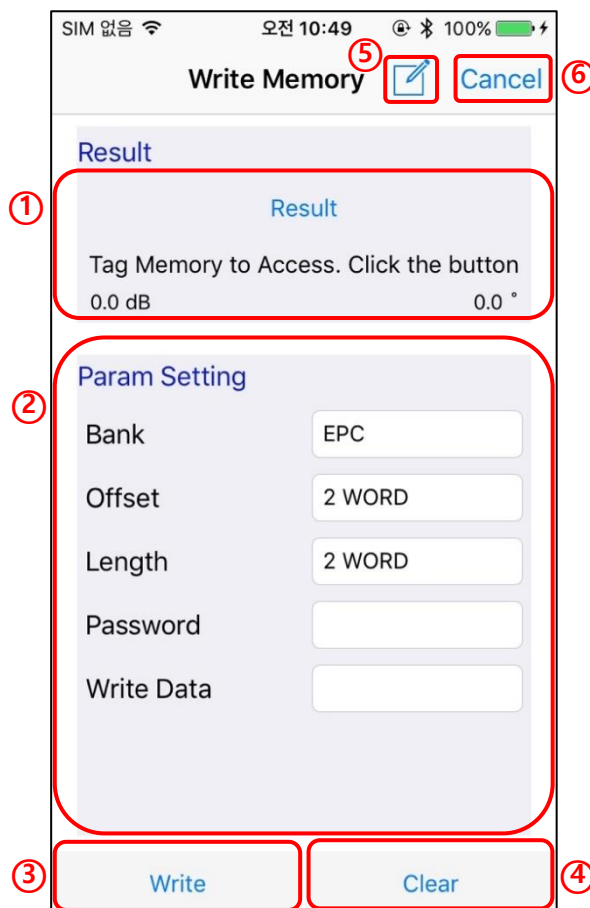 SIM 없음 오전 10:49 100%
⑤
Write Memory Cancel ⑥
Result
①
Result
Tag Memory to Access. Click the button
0.0 dB 0.0 °
Param Setting
②
Bank EPC
Offset 2 WORD
Length 2 WORD
Password
Write Data
③ Write Clear ④